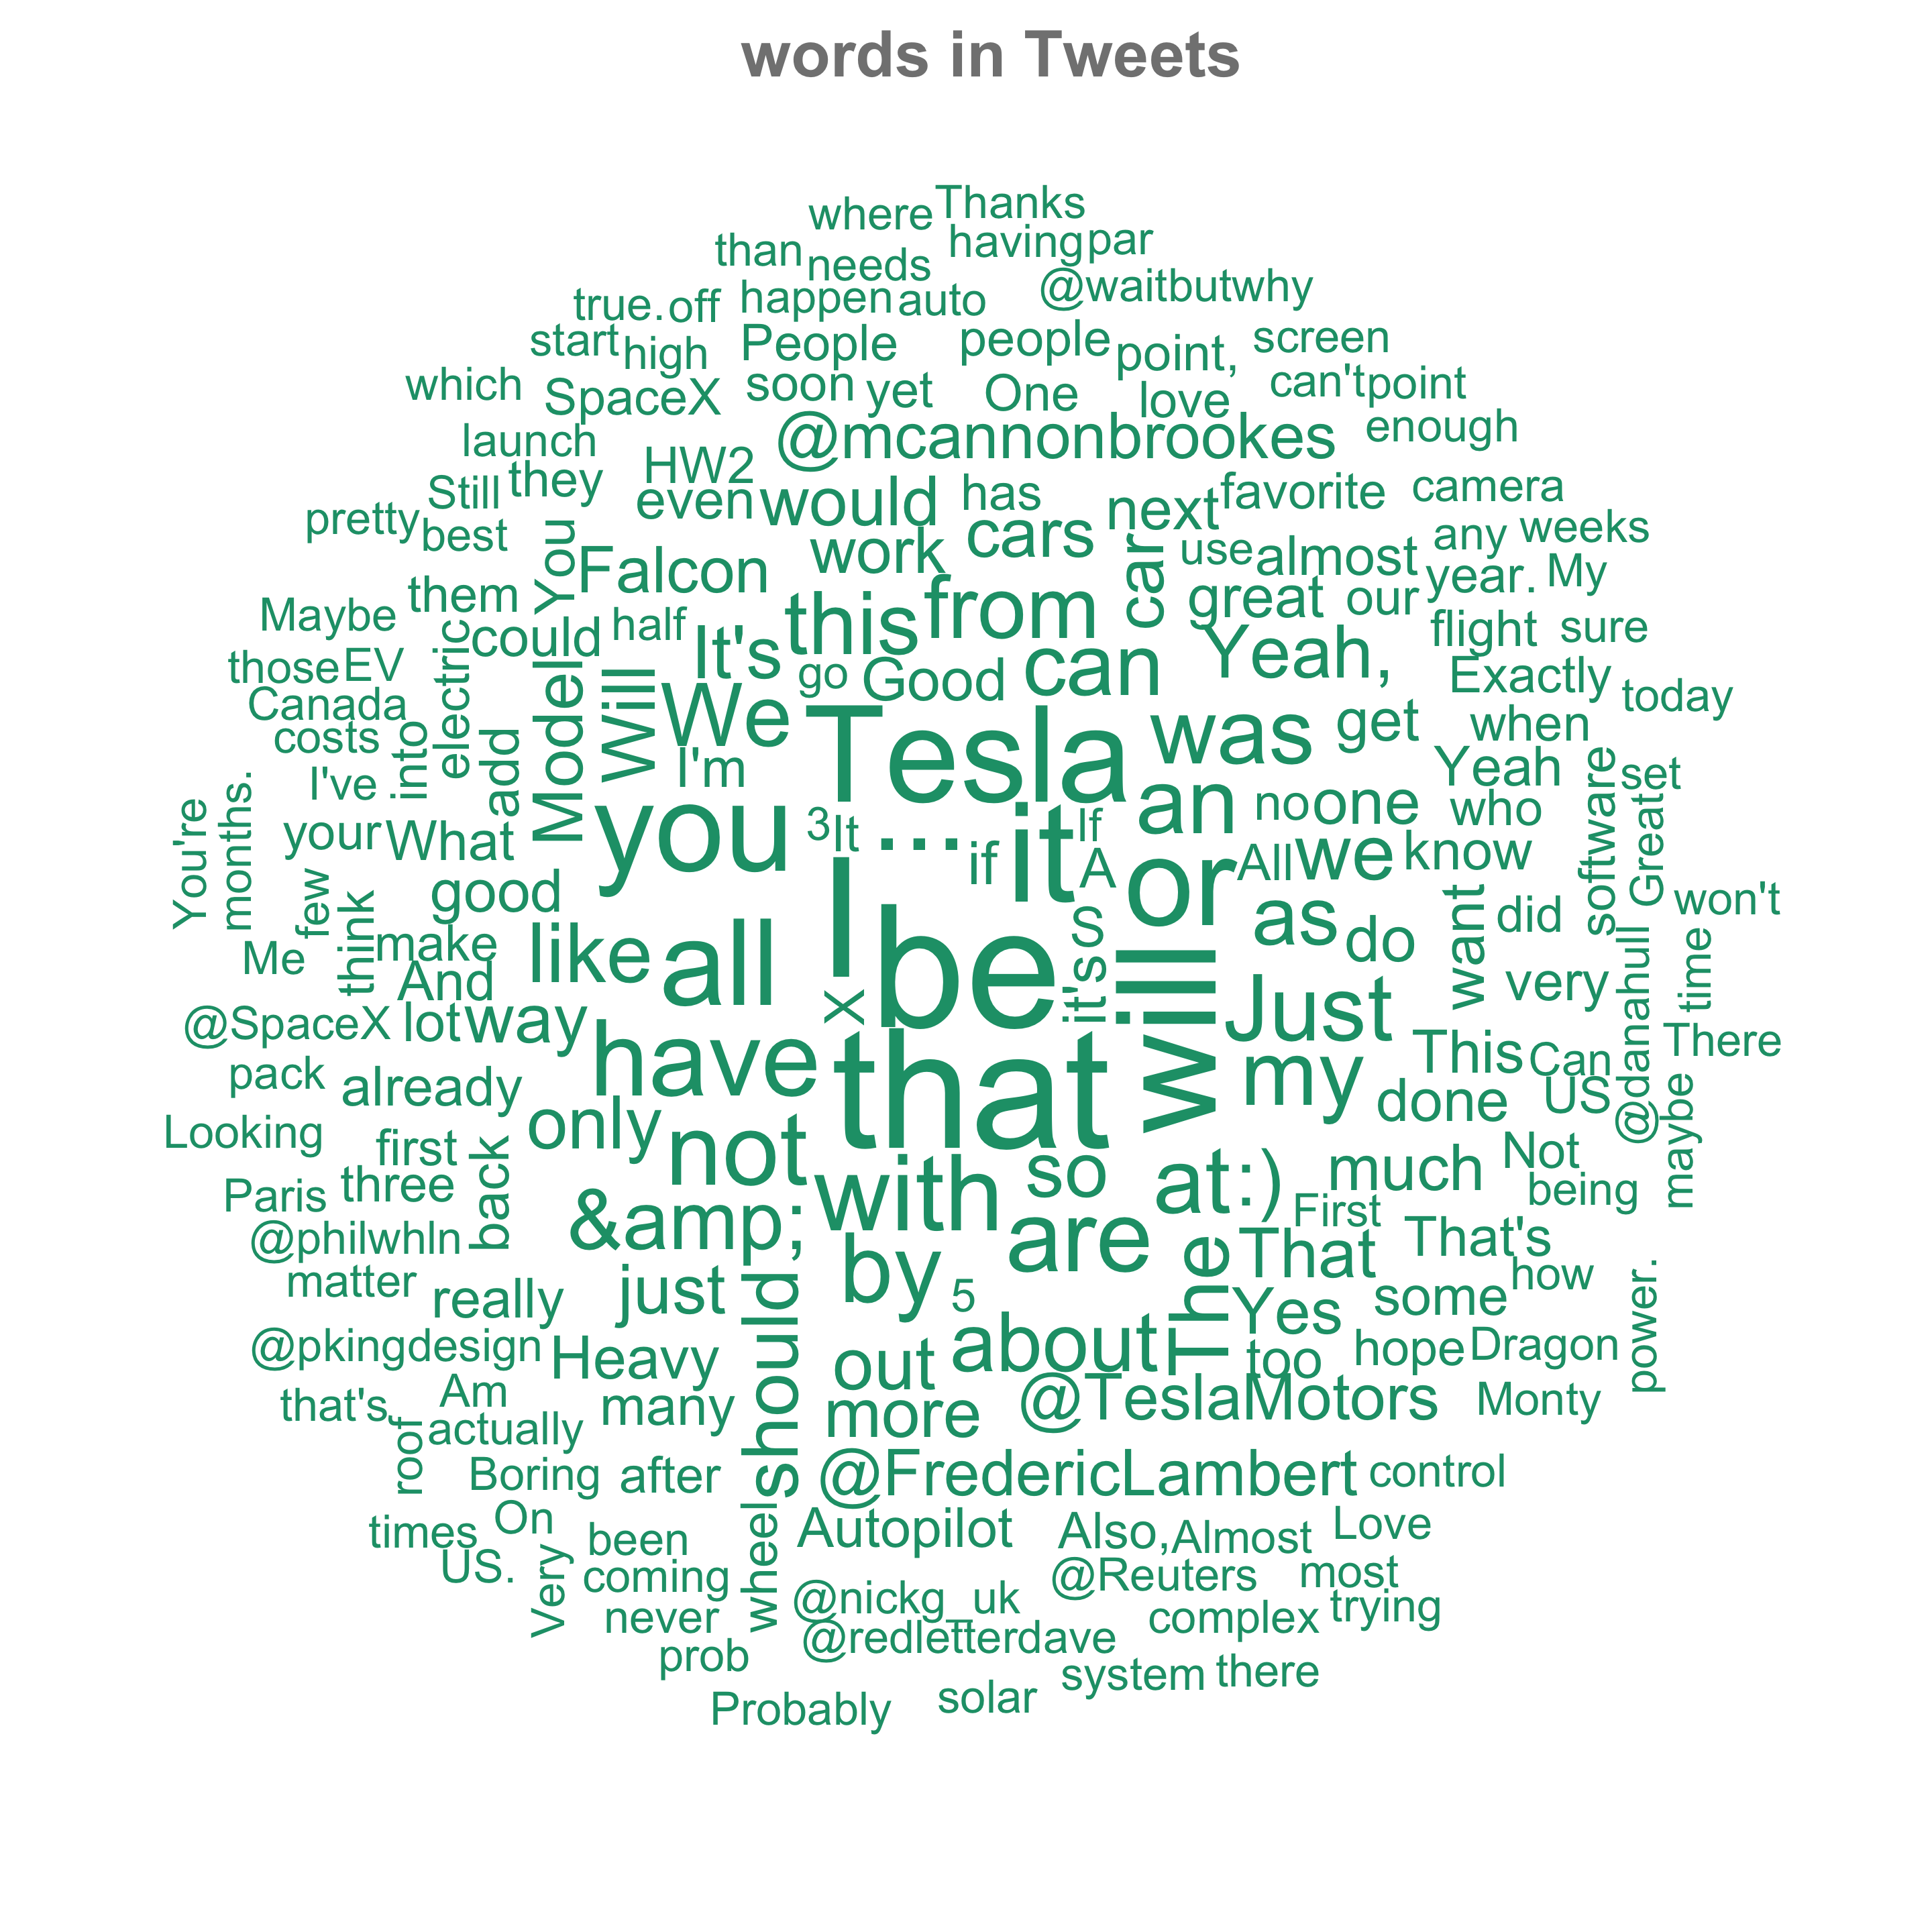 words in Tweets
where Thanks
than needs having par
true. off happen auto @waitbutwhy
start high People people point, screen
which SpaceX soon yet One love can't point
launch HW2 @mcannonbrookes enough
Still they even would has next favorite camera
pretty best You Falcon work cars car use almost any weeks
Maybe them could half this from great our year. My
those EV electric It's go Good can Yeah, flight sure
Canada Model Will We Tesla was get when Exactly today
costs into add I'm Yeah software set
I've you 3 It ... it If an no one who Great
You're months. your What if A or All we know
few good I S as want did won't
Me think make like all be it's will do very time
And X Just @danahull
@SpaceX lot way have that my This Can There
pack already done US maybe
Looking first only not with so at :) much Not
Paris three back &amp; are First being
@philwhln by The That That's
matter really just should 5 Yes some how power.
@pkingdesign Heavy out about too hope Dragon
that's Am many more @TeslaMotors Monty
roof actually
Boring after @FredericLambert control
times On been wheel Autopilot Also, Almost Love
US. Very coming @nickg_uk @Reuters most
never @redletterdave complex trying
prob system there
Probably solar